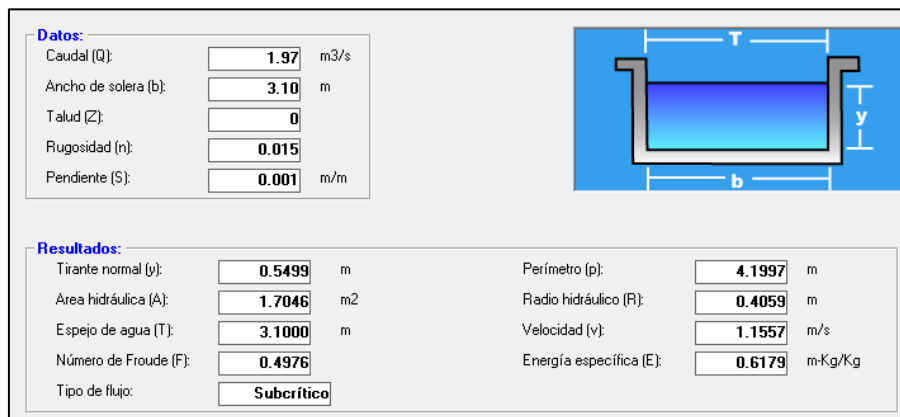 Datos:
Caudal (Q): 1.97 m3/s
Ancho de solera (b): 3.10 m
Talud (Z): 0
Rugosidad (n): 0.015
Pendiente (S): 0.001 m/m
T
y
b
Resultados:
Tirante normal (y): 0.5499 m Perímetro (p): 4.1997 m
Area hidráulica (A): 1.7046 m2 Radio hidráulico (R): 0.4059 m
Espejo de agua (T): 3.1000 m Velocidad (v): 1.1557 m/s
Número de Froude (F): 0.4976 Energía específica (E): 0.6179 m-Kg/Kg
Tipo de flujo: Subcrítico